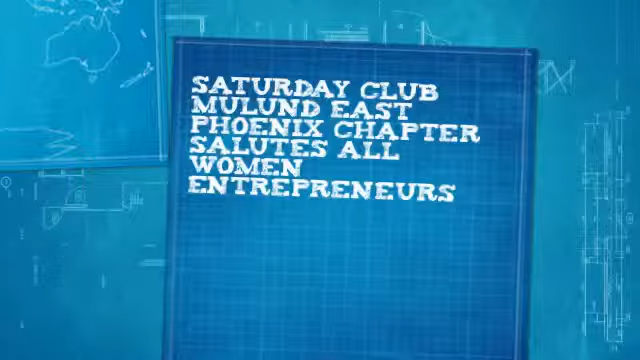 SATURDAY CLUB
MULUND EAST
PHOENIX CHAPTER
SALUTES ALL
WOMEN
ENTREPRENEURS